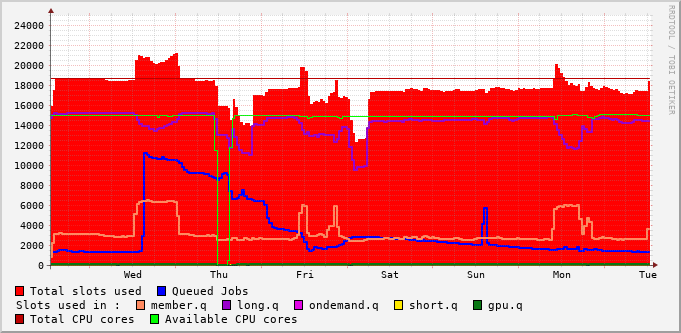 24000
22000
20000
18000
16000
14000
12000
10000
8000
6000
4000
2000
0
Wed Thu Fri Sat Sun Mon Tue
Total slots used Queued Jobs
Slots used in : member.q long.q ondemand.q short.q gpu.q
Total CPU cores Available CPU cores
RRDTOOL / TOBI OETIKER